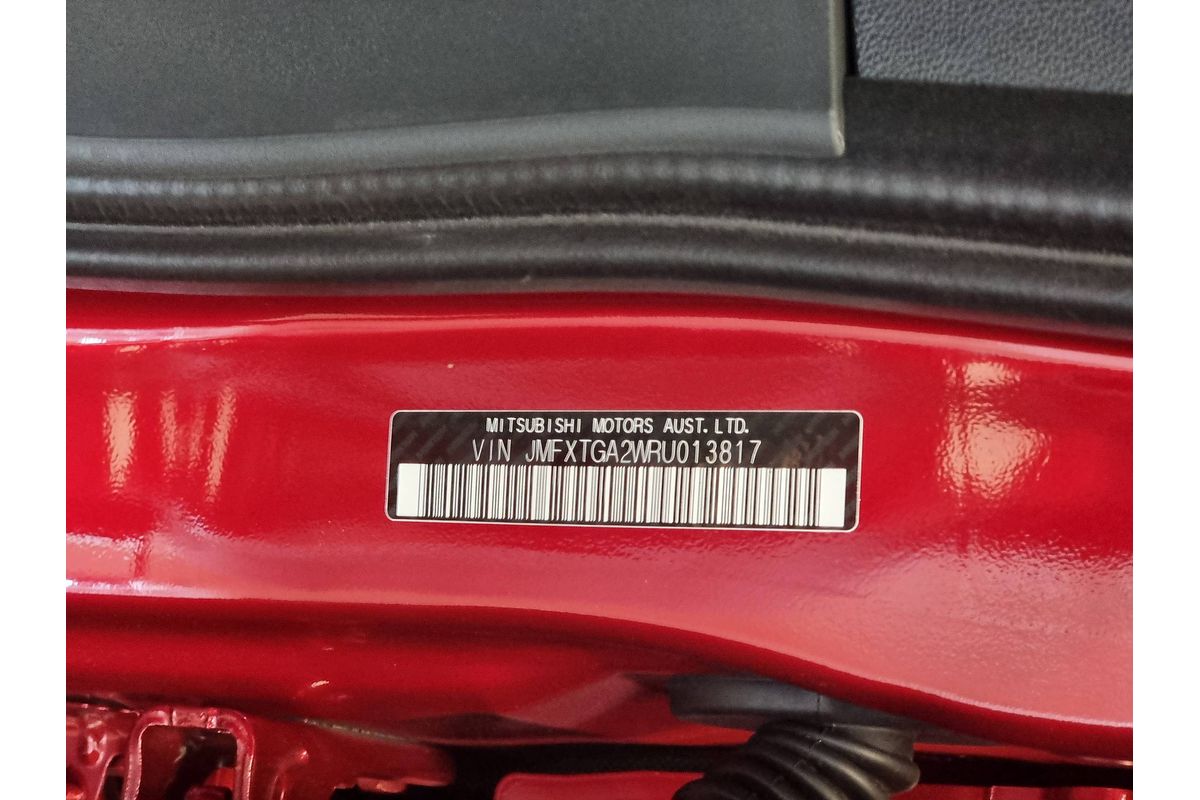 MITSUBISHI MOTORS AUST. LTD.
VIN JMFXTGA2WRU013817